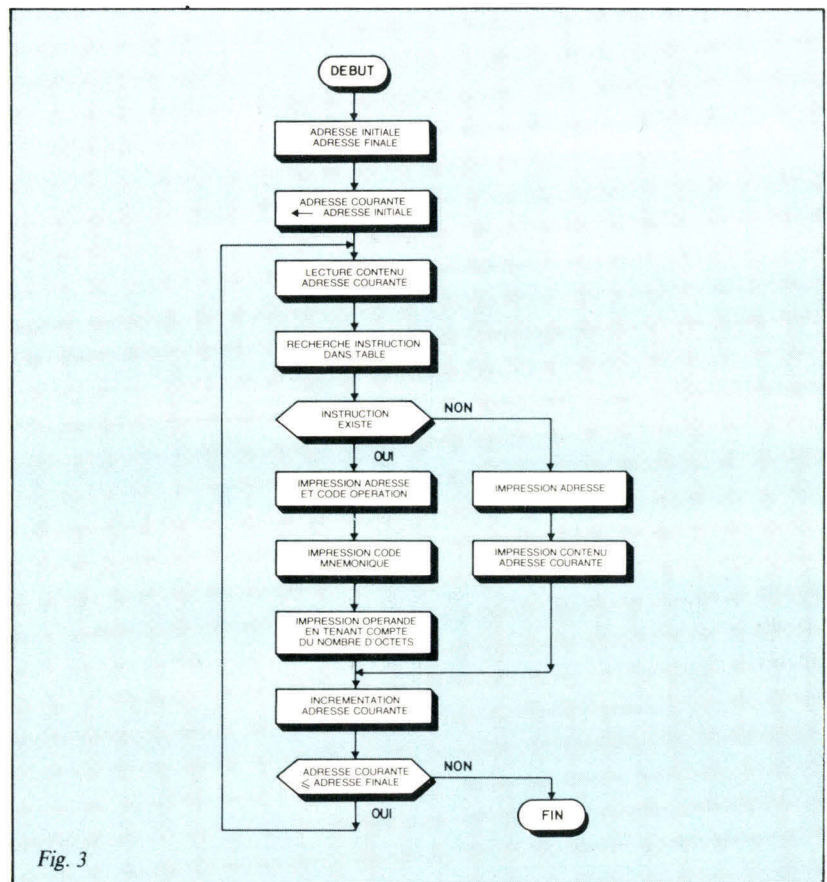 DEBUT
ADRESSE INITIALE
ADRESSE FINALE
ADRESSE COURANTE
← ADRESSE INITIALE
LECTURE CONTENU
ADRESSE COURANTE
RECHERCHE INSTRUCTION
DANS TABLE
INSTRUCTION
EXISTE
NON
OUI
IMPRESSION ADRESSE
ET CODE OPERATION
IMPRESSION ADRESSE
IMPRESSION CODE
MNEMONIQUE
IMPRESSION CONTENU
ADRESSE COURANTE
IMPRESSION OPERANDE
EN TENANT COMPTE
DU NOMBRE D'OCTETS
INCREMENTATION
ADRESSE COURANTE
ADRESSE COURANTE
≤ ADRESSE FINALE
NON
OUI
FIN
Fig. 3